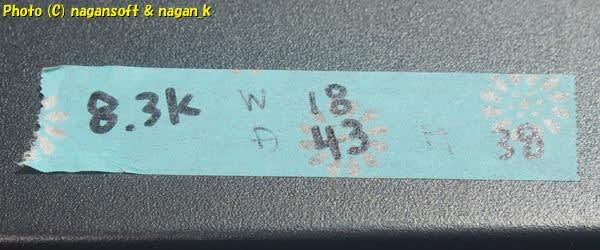 Photo (C) nagansoft & nagan_K
8.3K W 18
D 43 H 38